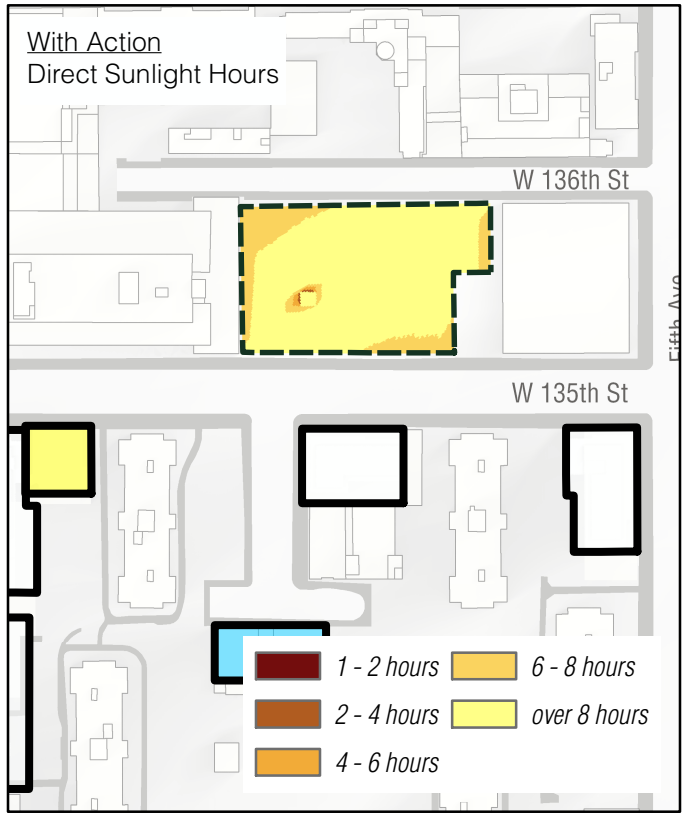 With Action
Direct Sunlight Hours
W 136th St
Fifth Ave
W 135th St
1 - 2 hours
6 - 8 hours
2 - 4 hours
over 8 hours
4 - 6 hours